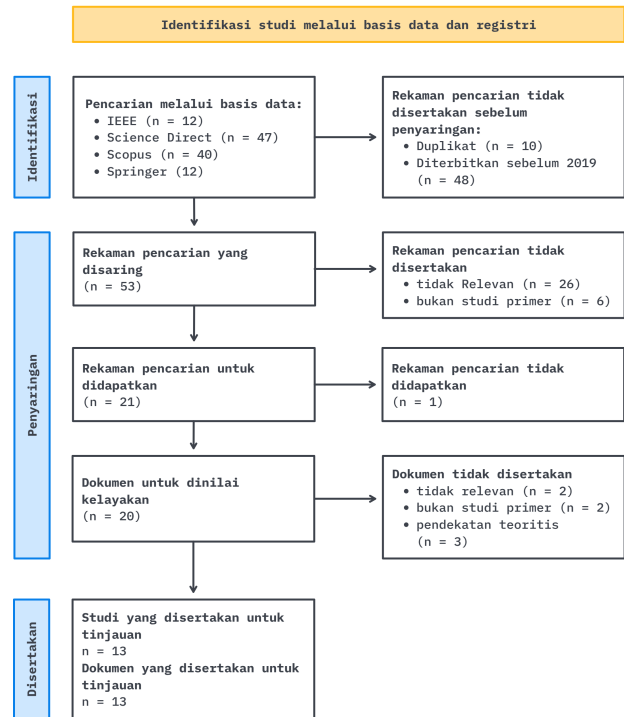 Identifikasi studi melalui basis data dan registri
Identifikasi
Pencarian melalui basis data:
• IEEE (n = 12)
• Science Direct (n = 47)
• Scopus (n = 40)
• Springer (12)
Rekaman pencarian tidak
disertakan sebelum
penyaringan:
• Duplikat (n = 10)
• Diterbitkan sebelum 2019
(n = 48)
Penyaringan
Rekaman pencarian yang
disaring
(n = 53)
Rekaman pencarian tidak
disertakan
• tidak Relevan (n = 26)
• bukan studi primer (n = 6)
Rekaman pencarian untuk
didapatkan
(n = 21)
Rekaman pencarian tidak
didapatkan
(n = 1)
Dokumen untuk dinilai
kelayakan
(n = 20)
Dokumen tidak disertakan
• tidak relevan (n = 2)
• bukan studi primer (n = 2)
• pendekatan teoritis
(n = 3)
Disertakan
Studi yang disertakan untuk
tinjauan
n = 13
Dokumen yang disertakan untuk
tinjauan
n = 13